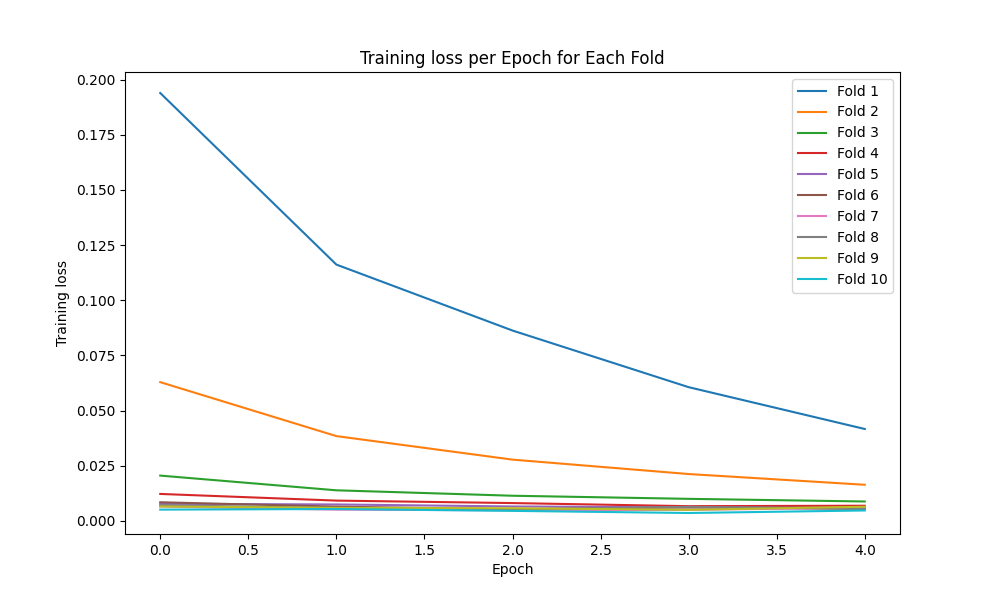 Training loss per Epoch for Each Fold
Training loss
0.200
0.175
0.150
0.125
0.100
0.075
0.050
0.025
0.000
Fold 1
Fold 2
Fold 3
Fold 4
Fold 5
Fold 6
Fold 7
Fold 8
Fold 9
Fold 10
0.0 0.5 1.0 1.5 2.0 2.5 3.0 3.5 4.0
Epoch